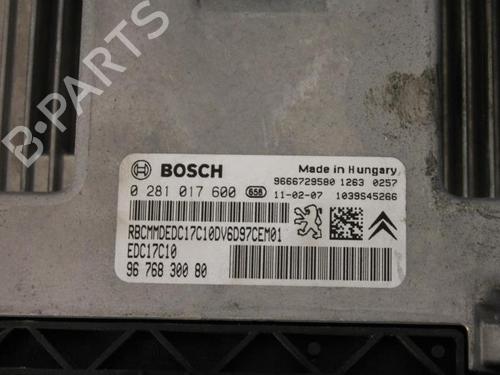 B-PARTS
BOSCH
Made in Hungary
9666729580 1263 0257
0 281 017 600 658
11-02-07 1039S45266
RBCMMDEDC17C10DV6D97CEM01
EDC17C10
96 768 300 80